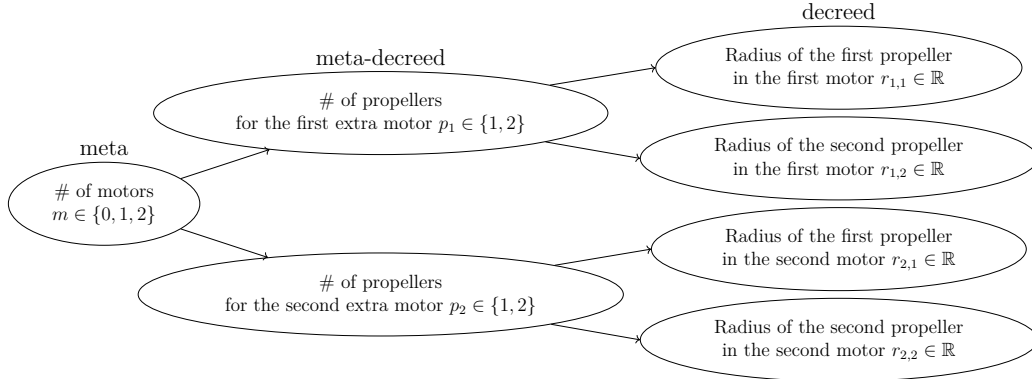 decreed
Radius of the first propeller
in the first motor r₁,₁ ∈ ℝ
meta-decreed
# of propellers
for the first extra motor p₁ ∈ {1, 2}
Radius of the second propeller
in the first motor r₁,₂ ∈ ℝ
meta
# of motors
m ∈ {0, 1, 2}
Radius of the first propeller
in the second motor r₂,₁ ∈ ℝ
# of propellers
for the second extra motor p₂ ∈ {1, 2}
Radius of the second propeller
in the second motor r₂,₂ ∈ ℝ